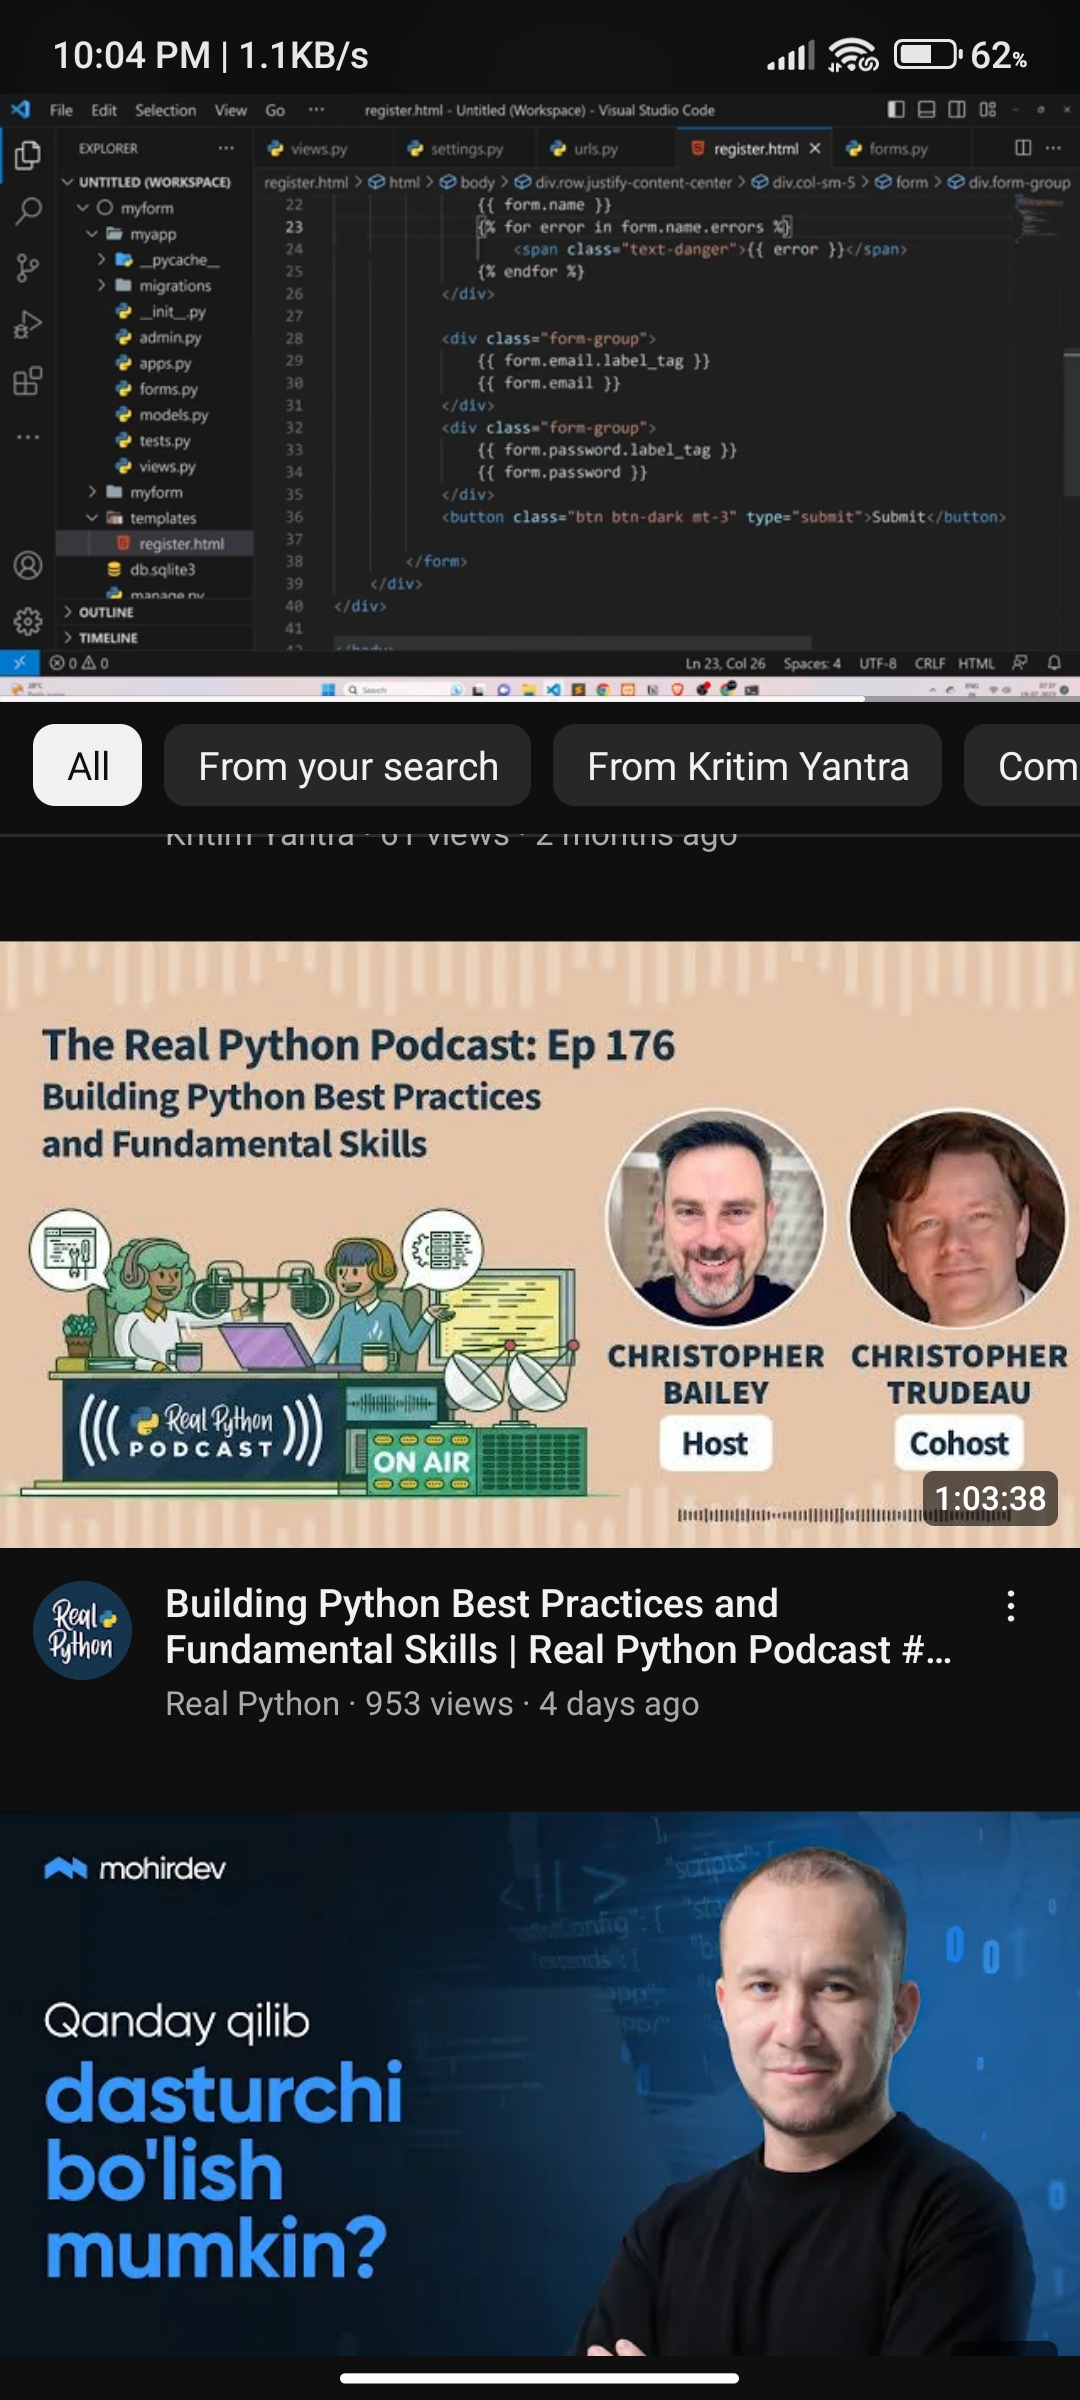 10:04 PM | 1.1KB/s 62%
File Edit Selection View Go ··· register.html - Untitled (Workspace) - Visual Studio Code
EXPLORER ··· views.py settings.py urls.py register.html × forms.py ···
UNTITLED (WORKSPACE) register.html > html > body > div.row.justify-content-center > div.col-sm-5 > form > div.form-group
myform
myapp
__pycache__
migrations
__init__.py
admin.py
apps.py
forms.py
models.py
tests.py
views.py
myform
templates
register.html
db.sqlite3
manage.py
OUTLINE
TIMELINE
22 {{ form.name }}
23 {% for error in form.name.errors %}
24 <span class="text-danger">{{ error }}</span>
25 {% endfor %}
26 </div>
27
28 <div class="form-group">
29 {{ form.email.label_tag }}
30 {{ form.email }}
31 </div>
32 <div class="form-group">
33 {{ form.password.label_tag }}
34 {{ form.password }}
35 </div>
36 <button class="btn btn-dark mt-3" type="submit">Submit</button>
37
38 </form>
39 </div>
40 </div>
41
42 </body>
0 0 Ln 23, Col 26 Spaces: 4 UTF-8 CRLF HTML
Search
All From your search From Kritim Yantra Com
Kritim Yantra · 61 views · 2 months ago
The Real Python Podcast: Ep 176
Building Python Best Practices
and Fundamental Skills
CHRISTOPHER
BAILEY
Host
CHRISTOPHER
TRUDEAU
Cohost
Real Python
PODCAST
ON AIR
1:03:38
Real
Python
Building Python Best Practices and
Fundamental Skills | Real Python Podcast #...
Real Python · 953 views · 4 days ago
mohirdev
Qanday qilib
dasturchi
bo'lish
mumkin?